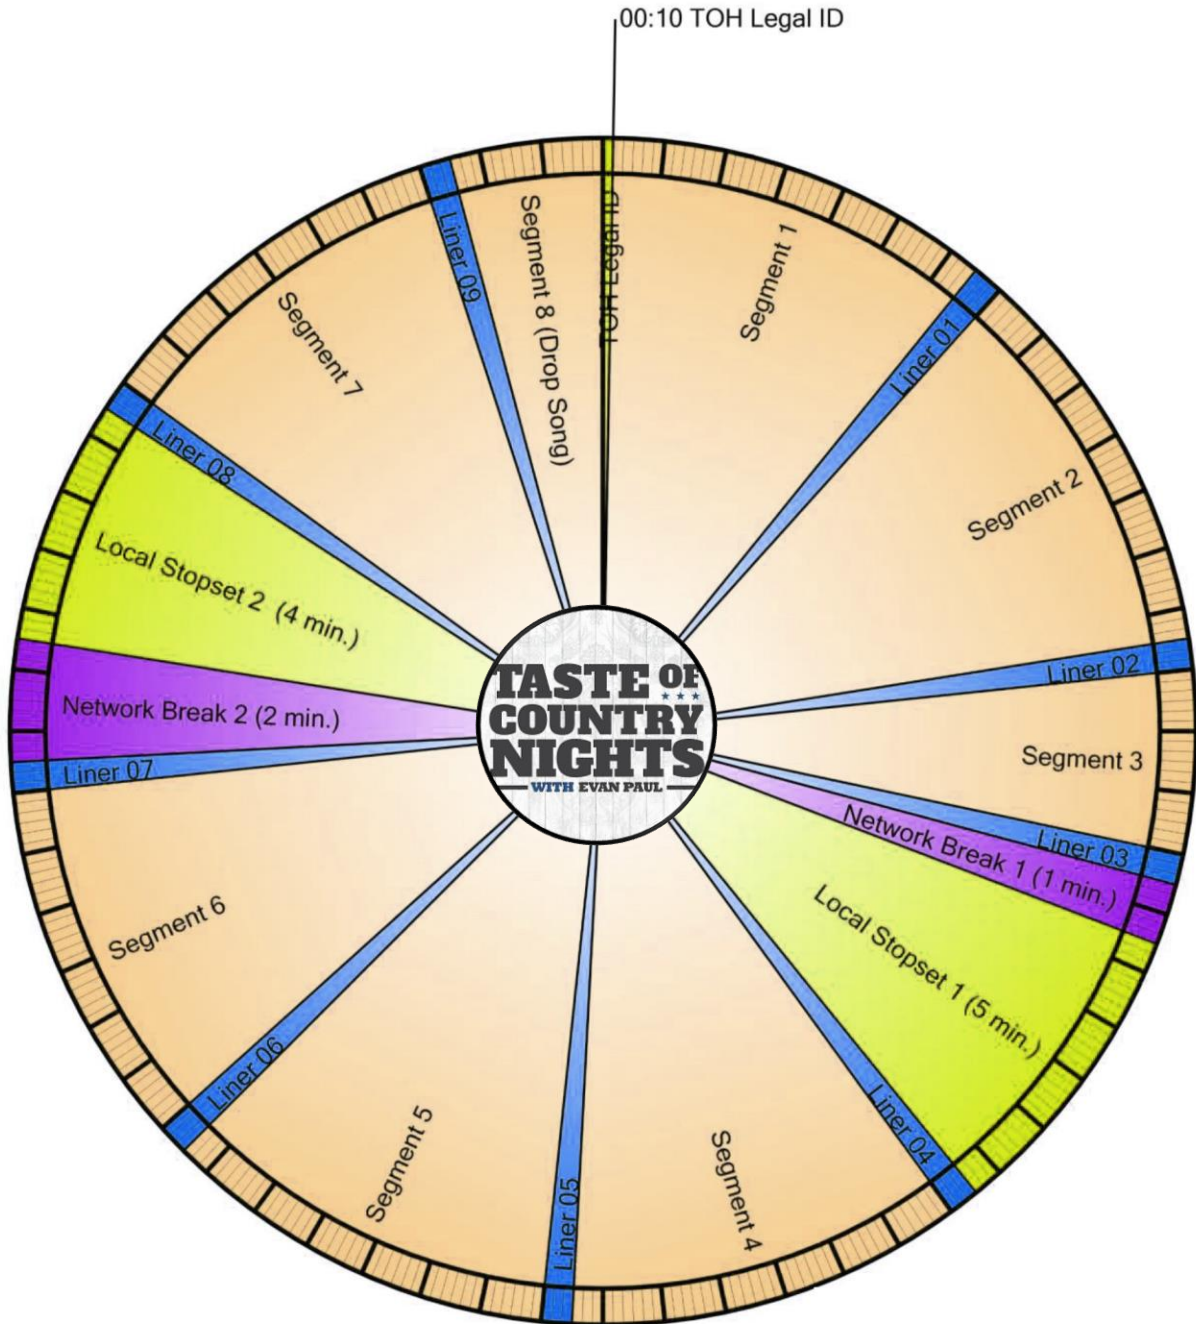 00:10 TOH Legal ID
TOH Legal ID
Segment 1
Liner 01
Segment 2
Liner 02
Segment 3
Liner 03
Network Break 1 (1 min.)
Local Stopset 1 (5 min.)
Liner 04
Segment 4
Liner 05
Segment 5
Liner 06
Segment 6
Liner 07
Network Break 2 (2 min.)
Local Stopset 2 (4 min.)
Liner 08
Segment 7
Liner 09
Segment 8 (Drop Song)
TASTE OF
COUNTRY
NIGHTS
WITH EVAN PAUL